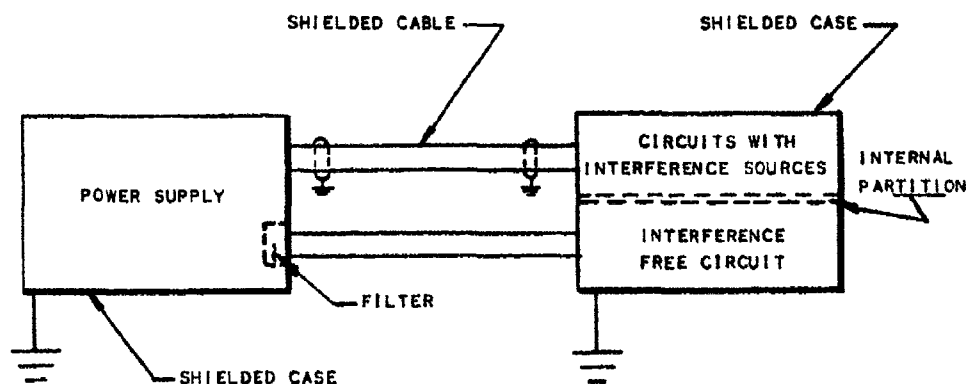 SHIELDED CABLE
SHIELDED CASE
CIRCUITS WITH
INTERFERENCE SOURCES
INTERNAL
PARTITION
POWER SUPPLY
INTERFERENCE
FREE CIRCUIT
FILTER
SHIELDED CASE